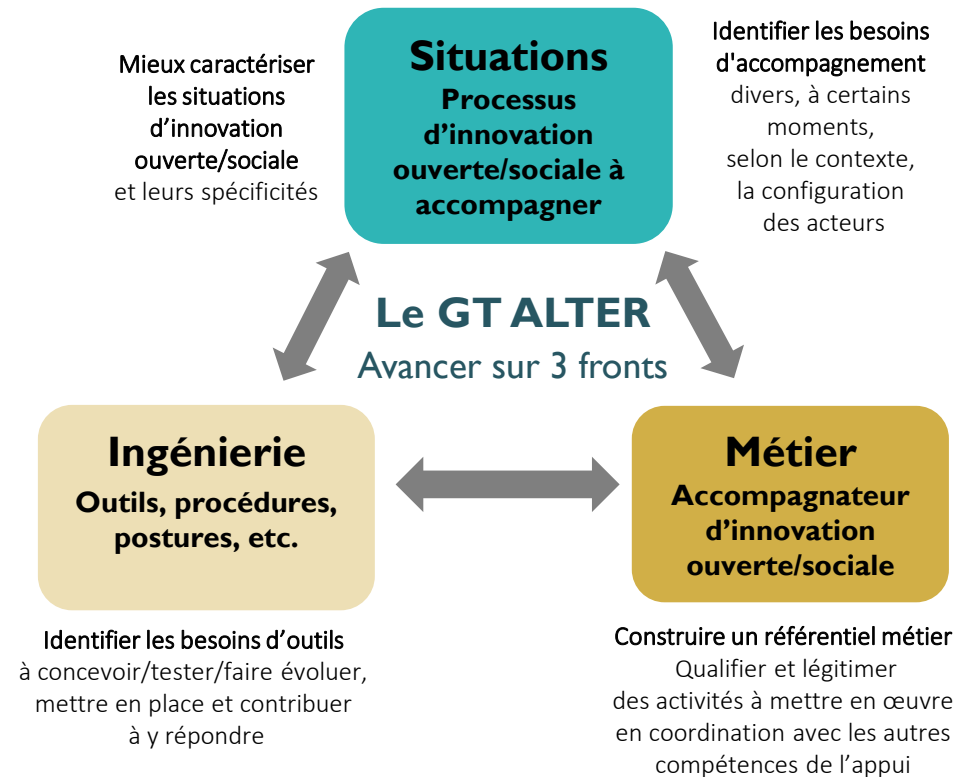 Mieux caractériser
les situations
d’innovation
ouverte/sociale
et leurs spécificités
Situations
Processus
d’innovation
ouverte/sociale à
accompagner
Identifier les besoins
d'accompagnement
divers, à certains
moments,
selon le contexte,
la configuration
des acteurs
Le GT ALTER
Avancer sur 3 fronts
Ingénierie
Outils, procédures,
postures, etc.
Métier
Accompagnateur
d’innovation
ouverte/sociale
Identifier les besoins d’outils
à concevoir/tester/faire évoluer,
mettre en place et contribuer
à y répondre
Construire un référentiel métier
Qualifier et légitimer
des activités à mettre en œuvre
en coordination avec les autres
compétences de l’appui